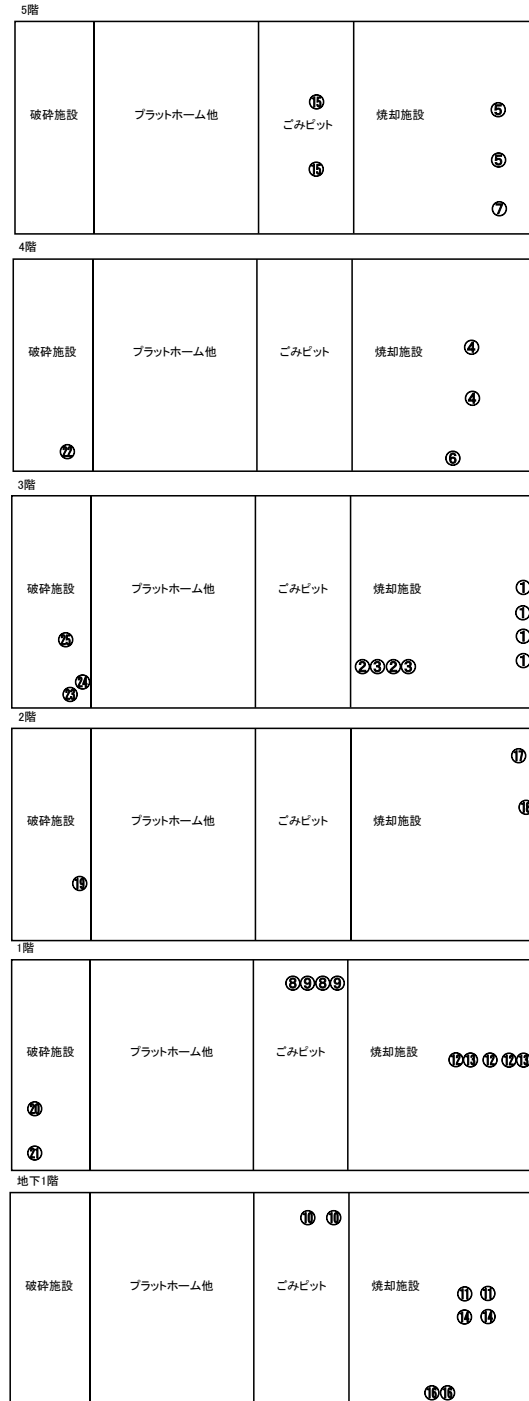 5階
⑮
破砕施設 プラットホーム他 ごみピット 焼却施設 ⑤
⑮ ⑤
⑦
4階
破砕施設 プラットホーム他 ごみピット 焼却施設 ④
④
㉒ ⑥
3階
破砕施設 プラットホーム他 ごみピット 焼却施設 ①
①
㉕ ①
②③②③ ①
㉔
㉓
2階
⑰
破砕施設 プラットホーム他 ごみピット 焼却施設
⑲
1階
⑧⑨⑧⑨
破砕施設 プラットホーム他 ごみピット 焼却施設 ⑫⑬ ⑫ ⑫⑬
⑳
㉑
地下1階
⑩ ⑩
破砕施設 プラットホーム他 ごみピット 焼却施設 ⑪ ⑪
⑭ ⑭
⑯⑯